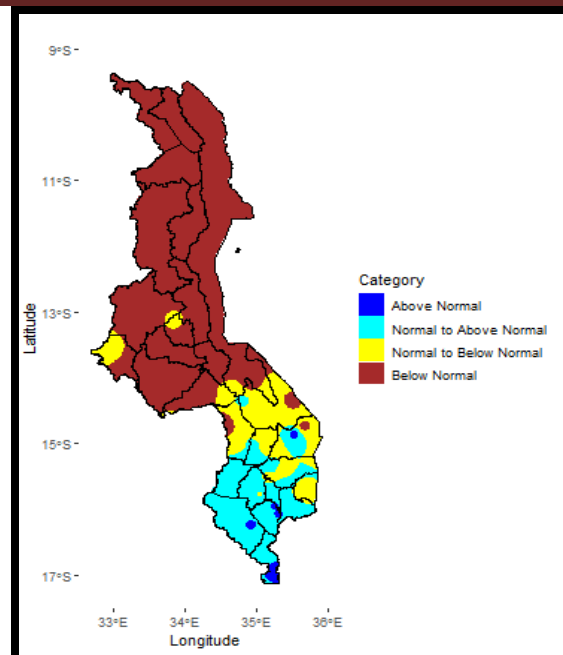 9°S
11°S
13°S
15°S
17°S
Latitude
33°E 34°E 35°E 36°E
Longitude
Category
Above Normal
Normal to Above Normal
Normal to Below Normal
Below Normal